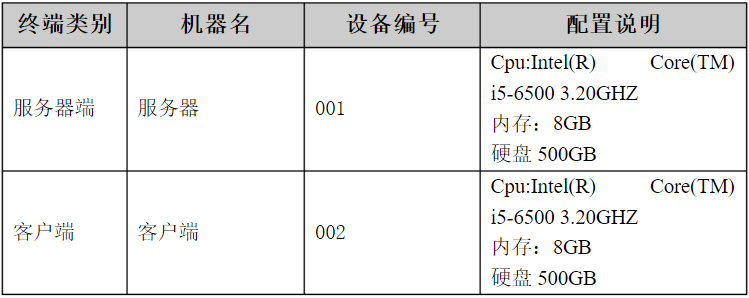 终端类别 机器名 设备编号 配置说明
服务器端 服务器 001 Cpu:Intel(R) Core(TM)
i5-6500 3.20GHZ
内存：8GB
硬盘 500GB
客户端 客户端 002 Cpu:Intel(R) Core(TM)
i5-6500 3.20GHZ
内存：8GB
硬盘 500GB